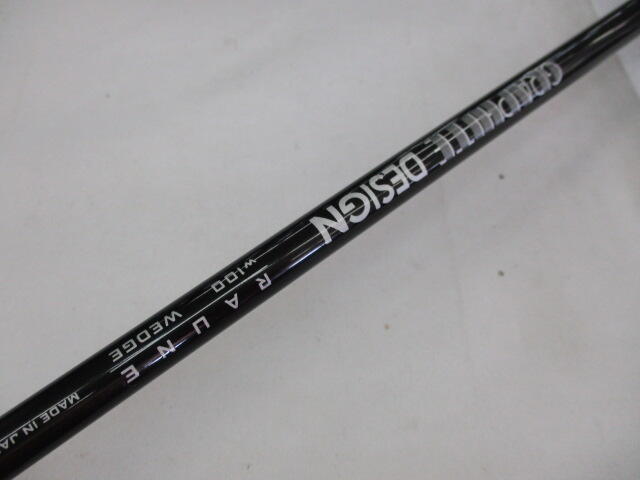 GRAPHITE DESIGN
RAUNE
W100
WEDGE
MADE IN JA